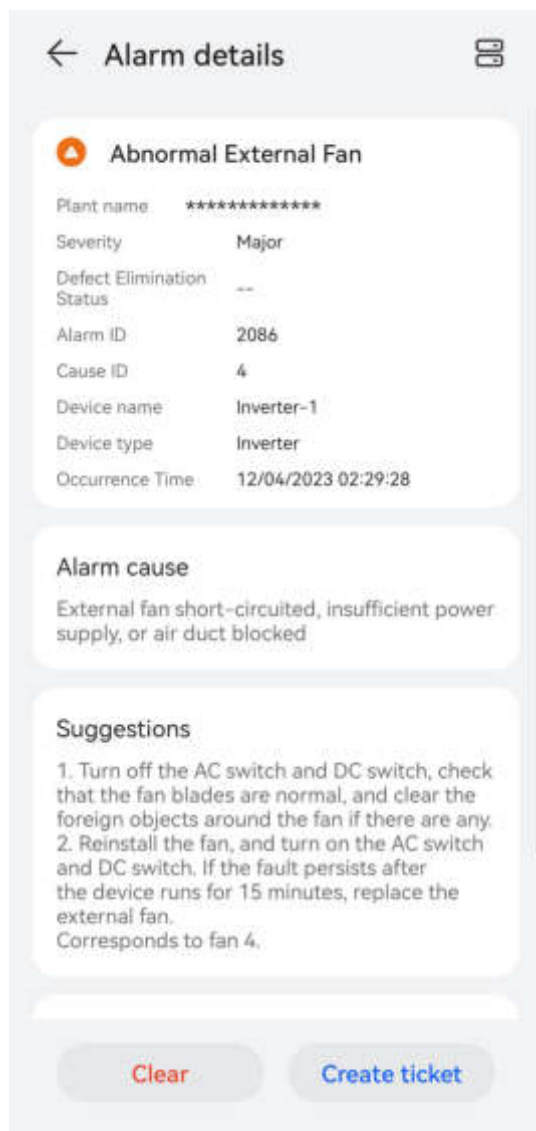 Alarm details
Abnormal External Fan
Plant name *************
Severity Major
Defect Elimination
Status --
Alarm ID 2086
Cause ID 4
Device name Inverter-1
Device type Inverter
Occurrence Time 12/04/2023 02:29:28
Alarm cause
External fan short-circuited, insufficient power
supply, or air duct blocked
Suggestions
1. Turn off the AC switch and DC switch, check
that the fan blades are normal, and clear the
foreign objects around the fan if there are any.
2. Reinstall the fan, and turn on the AC switch
and DC switch. If the fault persists after
the device runs for 15 minutes, replace the
external fan.
Corresponds to fan 4.
Clear Create ticket